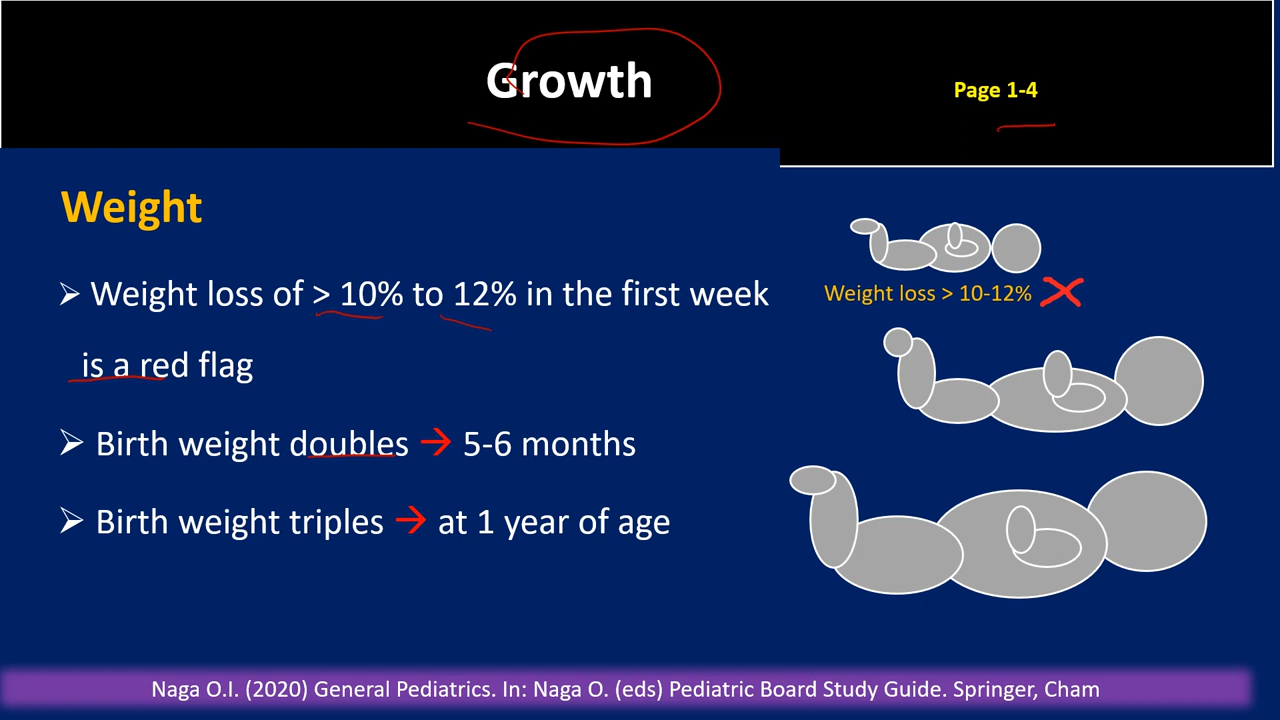 Growth
Page 1-4
Weight
➢ Weight loss of > 10% to 12% in the first week
is a red flag
Weight loss > 10-12%
➢ Birth weight doubles → 5-6 months
➢ Birth weight triples → at 1 year of age
Naga O.I. (2020) General Pediatrics. In: Naga O. (eds) Pediatric Board Study Guide. Springer, Cham